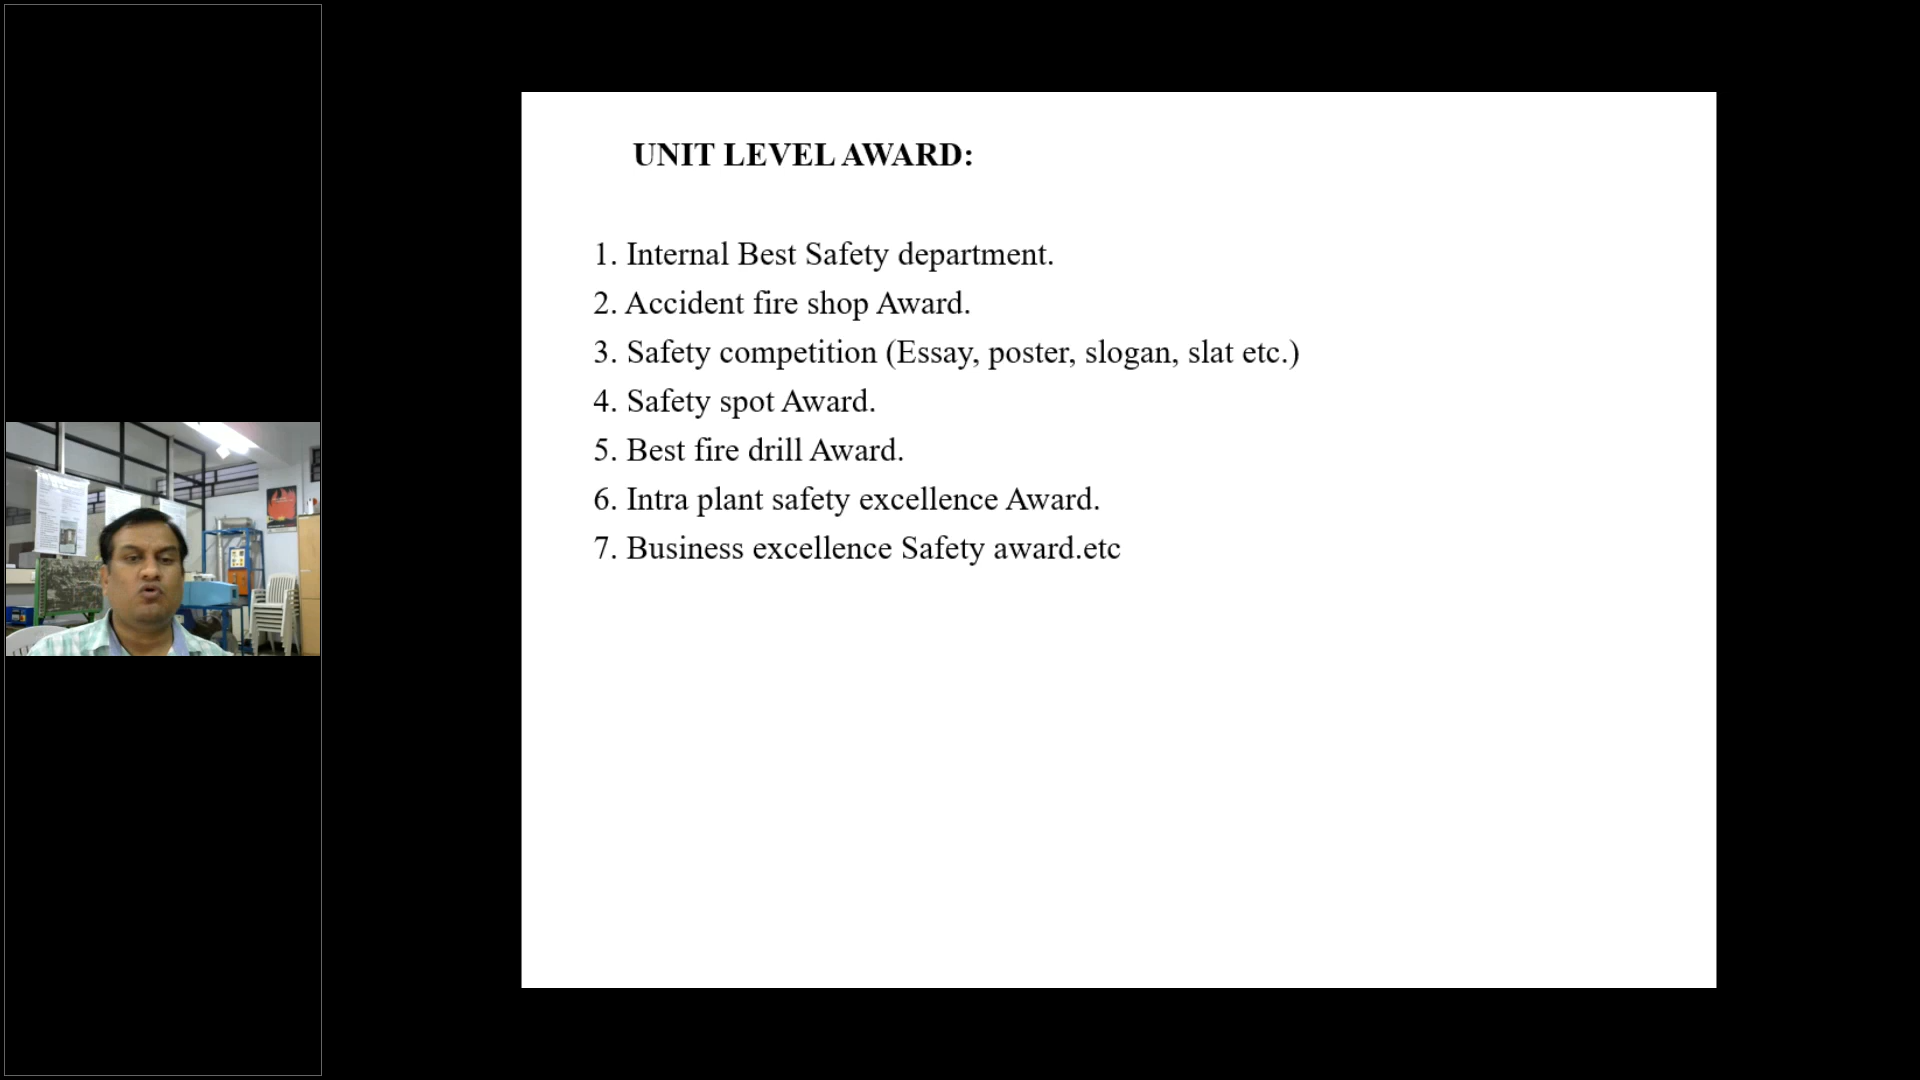 UNIT LEVEL AWARD:
1. Internal Best Safety department.
2. Accident fire shop Award.
3. Safety competition (Essay, poster, slogan, slat etc.)
4. Safety spot Award.
5. Best fire drill Award.
6. Intra plant safety excellence Award.
7. Business excellence Safety award.etc